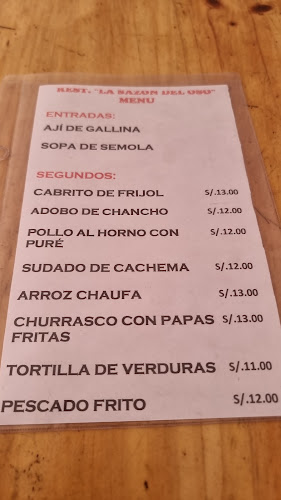 REST. "LA SAZON DEL OSO"
MENU
ENTRADAS:
AJÍ DE GALLINA
SOPA DE SEMOLA
SEGUNDOS:
CABRITO DE FRIJOL S/.13.00
ADOBO DE CHANCHO S/.12.00
POLLO AL HORNO CON S/.12.00
PURÉ
SUDADO DE CACHEMA S/.12.00
ARROZ CHAUFA S/.13.00
CHURRASCO CON PAPAS S/.13.00
FRITAS
TORTILLA DE VERDURAS S/.11.00
PESCADO FRITO S/.12.00